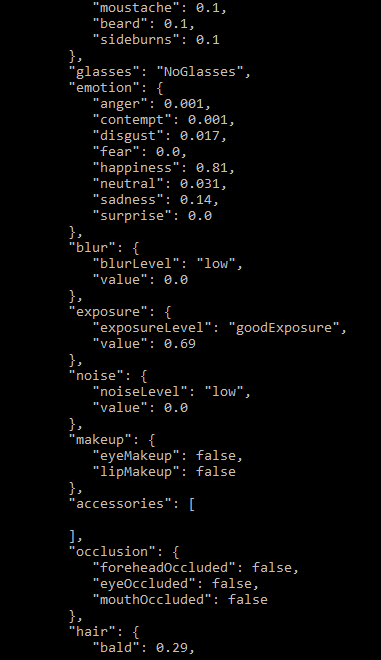 "moustache": 0.1,
"beard": 0.1,
"sideburns": 0.1
},
"glasses": "NoGlasses",
"emotion": {
"anger": 0.001,
"contempt": 0.001,
"disgust": 0.017,
"fear": 0.0,
"happiness": 0.81,
"neutral": 0.031,
"sadness": 0.14,
"surprise": 0.0
},
"blur": {
"blurLevel": "low",
"value": 0.0
},
"exposure": {
"exposureLevel": "goodExposure",
"value": 0.69
},
"noise": {
"noiseLevel": "low",
"value": 0.0
},
"makeup": {
"eyeMakeup": false,
"lipMakeup": false
},
"accessories": [
],
"occlusion": {
"foreheadOccluded": false,
"eyeOccluded": false,
"mouthOccluded": false
},
"hair": {
"bald": 0.29,